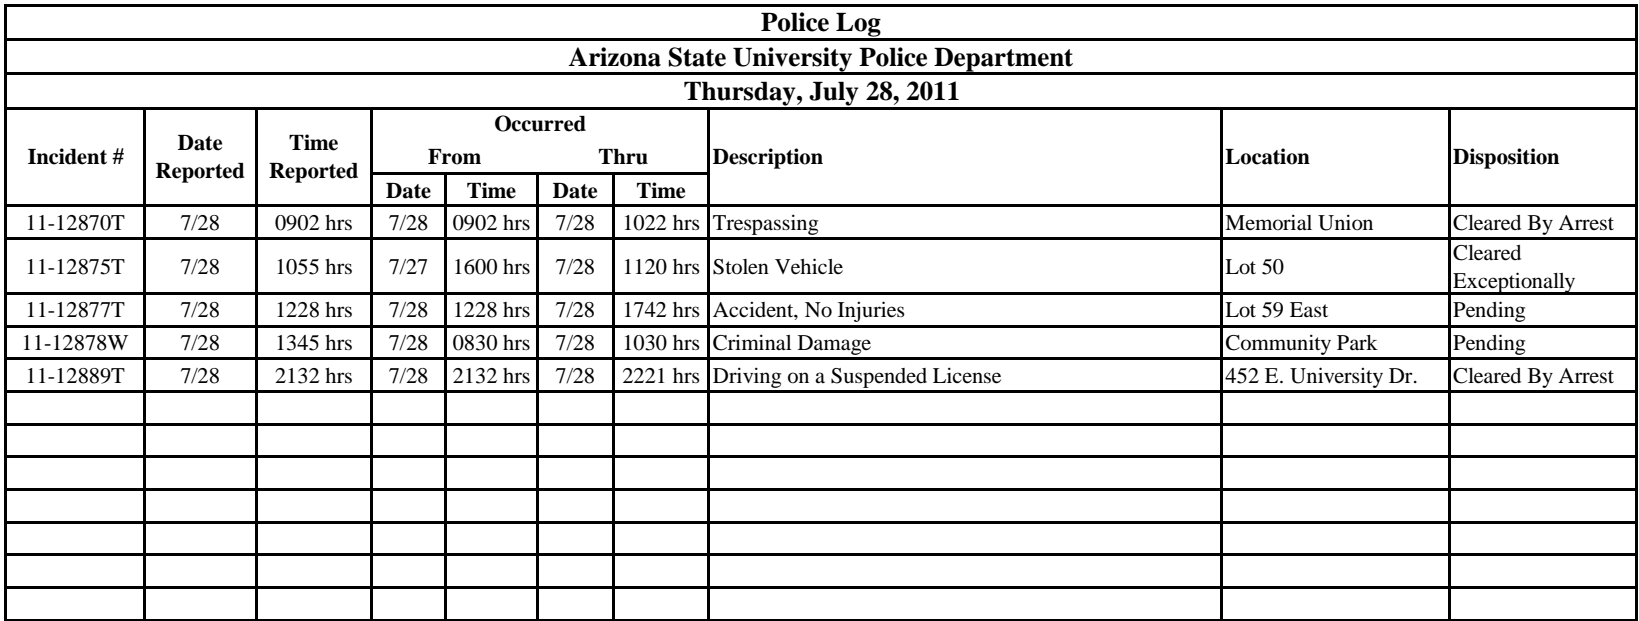 Police Log
Arizona State University Police Department
Thursday, July 28, 2011
Incident # Date Reported Time Reported Occurred From Thru Description Location Disposition
Date Time Date Time
11-12870T 7/28 0902 hrs 7/28 0902 hrs 7/28 1022 hrs Trespassing Memorial Union Cleared By Arrest
11-12875T 7/28 1055 hrs 7/27 1600 hrs 7/28 1120 hrs Stolen Vehicle Lot 50 Cleared Exceptionally
11-12877T 7/28 1228 hrs 7/28 1228 hrs 7/28 1742 hrs Accident, No Injuries Lot 59 East Pending
11-12878W 7/28 1345 hrs 7/28 0830 hrs 7/28 1030 hrs Criminal Damage Community Park Pending
11-12889T 7/28 2132 hrs 7/28 2132 hrs 7/28 2221 hrs Driving on a Suspended License 452 E. University Dr. Cleared By Arrest